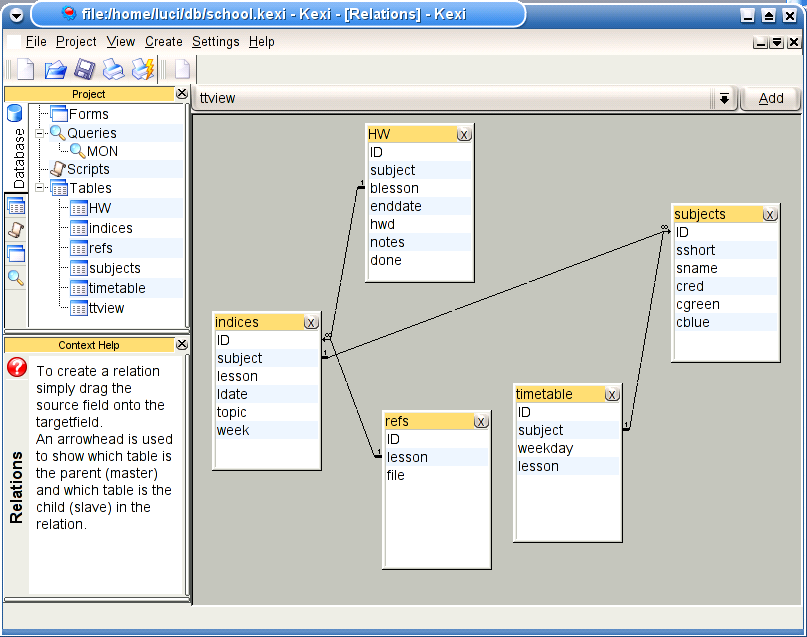 file:/home/luci/db/school.kexi - Kexi - [Relations] - Kexi
File Project View Create Settings Help
Project
Database
Forms
Queries
MON
Scripts
Tables
HW
indices
refs
subjects
timetable
ttview
Context Help
Relations
To create a relation
simply drag the
source field onto the
targetfield.
An arrowhead is used
to show which table is
the parent (master)
and which table is the
child (slave) in the
relation.
ttview
Add
HW
ID
subject
blesson
enddate
hwd
notes
done
1
subjects
ID
sshort
sname
cred
cgreen
cblue
∞
indices
ID
subject
lesson
ldate
topic
week
∞
1
refs
ID
lesson
file
1
timetable
ID
subject
weekday
lesson
1